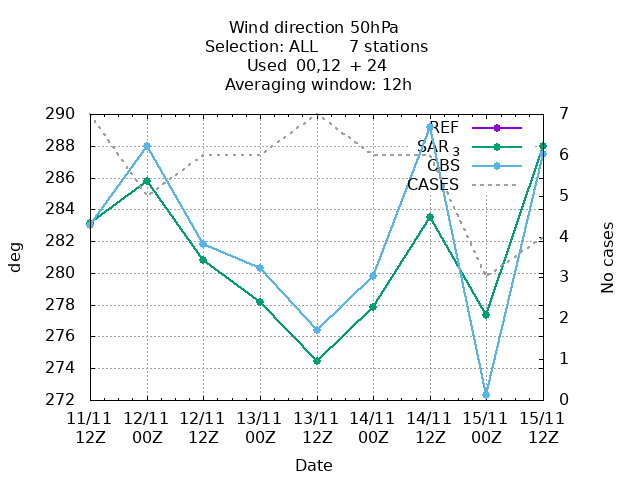 Wind direction 50hPa
Selection: ALL      7 stations
Used  00,12  + 24
Averaging window: 12h
290
288
286
284
282
280
278
276
274
272
7
6
5
4
3
2
1
0
REF
SAR 3
OBS
CASES
deg
No cases
11/11 12/11 12/11 13/11 13/11 14/11 14/11 15/11 15/11
12Z 00Z 12Z 00Z 12Z 00Z 12Z 00Z 12Z
Date